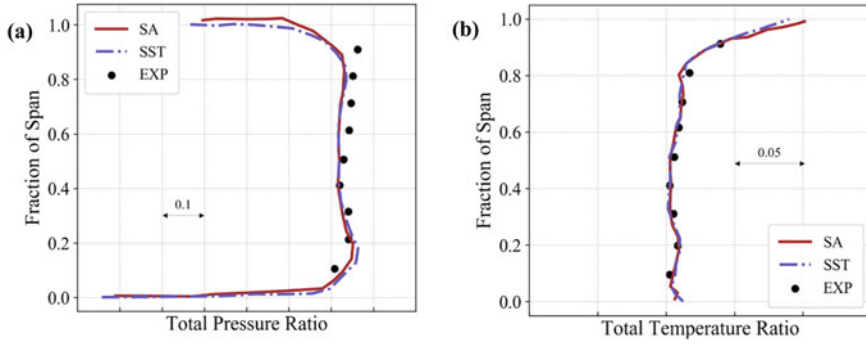 (a)
SA
SST
EXP
1.0
0.8
0.6
0.4
0.2
0.0
Fraction of Span
0.1
Total Pressure Ratio
(b)
1.0
0.8
0.6
0.4
0.2
0.0
Fraction of Span
0.05
SA
SST
EXP
Total Temperature Ratio